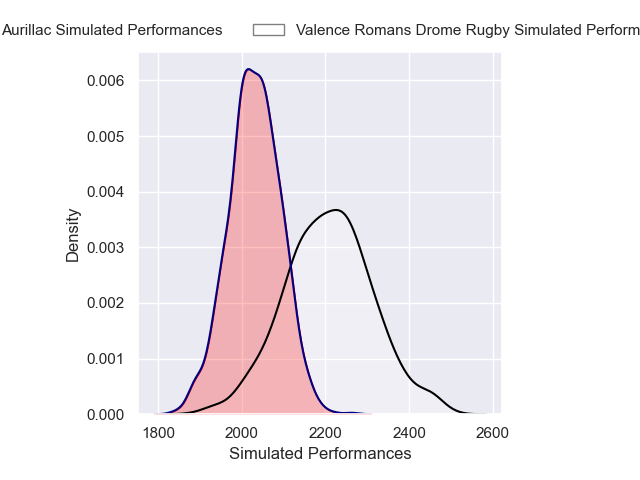 Aurillac Simulated Performances
Valence Romans Drome Rugby Simulated Perform
0.006
0.005
0.004
0.003
0.002
0.001
0.000
Density
1800 2000 2200 2400 2600
Simulated Performances